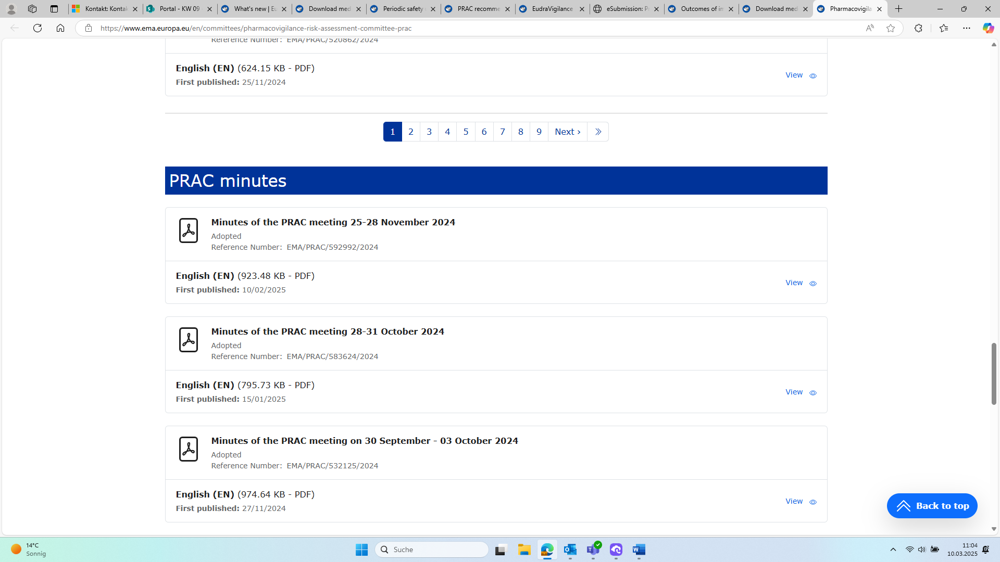 Kontakt: Kontak
Portal - KW 09
What's new | Eu
Download med
Periodic safety
PRAC recomme
EudraVigilance
eSubmission: P
Outcomes of im
Download med
Pharmacovigila
https://www.ema.europa.eu/en/committees/pharmacovigilance-risk-assessment-committee-prac
Reference Number: EMA/PRAC/520862/2024
English (EN) (624.15 KB - PDF)
First published: 25/11/2024
View
1 2 3 4 5 6 7 8 9 Next ›
PRAC minutes
Minutes of the PRAC meeting 25-28 November 2024
Adopted
Reference Number: EMA/PRAC/592992/2024
English (EN) (923.48 KB - PDF)
First published: 10/02/2025
View
Minutes of the PRAC meeting 28-31 October 2024
Adopted
Reference Number: EMA/PRAC/583624/2024
English (EN) (795.73 KB - PDF)
First published: 15/01/2025
View
Minutes of the PRAC meeting on 30 September - 03 October 2024
Adopted
Reference Number: EMA/PRAC/532125/2024
English (EN) (974.64 KB - PDF)
First published: 27/11/2024
View
Back to top
14°C
Sonnig
Suche
11:04
10.03.2025